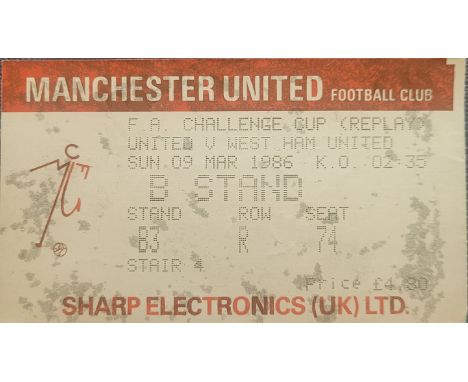 MANCHESTER UNITED FOOTBALL CLUB
F.A. CHALLENGE CUP (REPLAY)
UNITED V WEST HAM UNITED
SUN 09 MAR 1986 K.O. 02-35
B STAND
STAND ROW SEAT
B3 R 74
STAIR 4
Price £4.80
SHARP ELECTRONICS (UK) LTD.